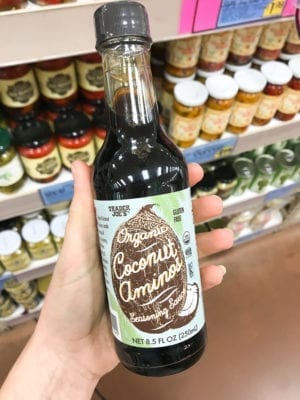 TRADER
JOE'S
GLUTEN
FREE
Organic
Coconut
Aminos
Seasoning Sauce
NET 8.5 FL OZ (250mL)